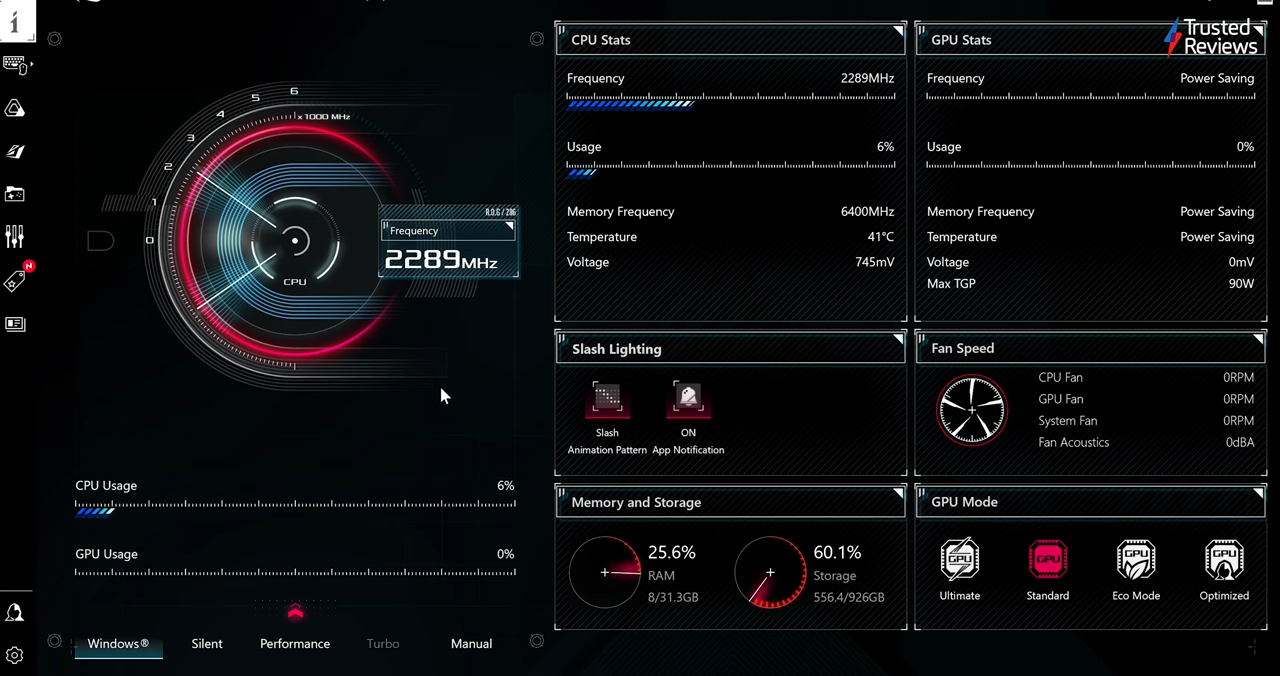 i
Trusted
Reviews
CPU Stats
Frequency 2289MHz
Usage 6%
Memory Frequency 6400MHz
Temperature 41°C
Voltage 745mV
GPU Stats
Frequency Power Saving
Usage 0%
Memory Frequency Power Saving
Temperature Power Saving
Voltage 0mV
Max TGP 90W
0
1
2
3
4
5
6
x 1000 MHz
CPU
R.O.G / 206
Frequency
2289MHz
Slash Lighting
Slash ON
Animation Pattern App Notification
Fan Speed
CPU Fan 0RPM
GPU Fan 0RPM
System Fan 0RPM
Fan Acoustics 0dBA
CPU Usage 6%
GPU Usage 0%
Memory and Storage
25.6%
RAM
8/31.3GB
60.1%
Storage
556.4/926GB
GPU Mode
GPU GPU GPU GPU
Ultimate Standard Eco Mode Optimized
N
Windows® Silent Performance Turbo Manual